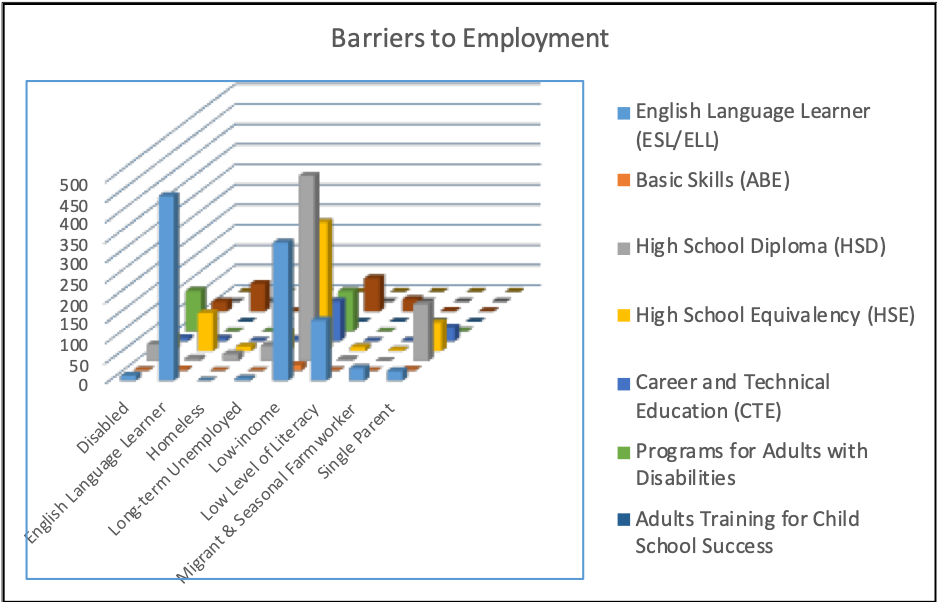 Barriers to Employment
500
450
400
350
300
250
200
150
100
50
0
Disabled
English Language Learner
Homeless
Long-term Unemployed
Low-income
Low Level of Literacy
Migrant & Seasonal Farmworker
Single Parent
English Language Learner
(ESL/ELL)
Basic Skills (ABE)
High School Diploma (HSD)
High School Equivalency (HSE)
Career and Technical
Education (CTE)
Programs for Adults with
Disabilities
Adults Training for Child
School Success